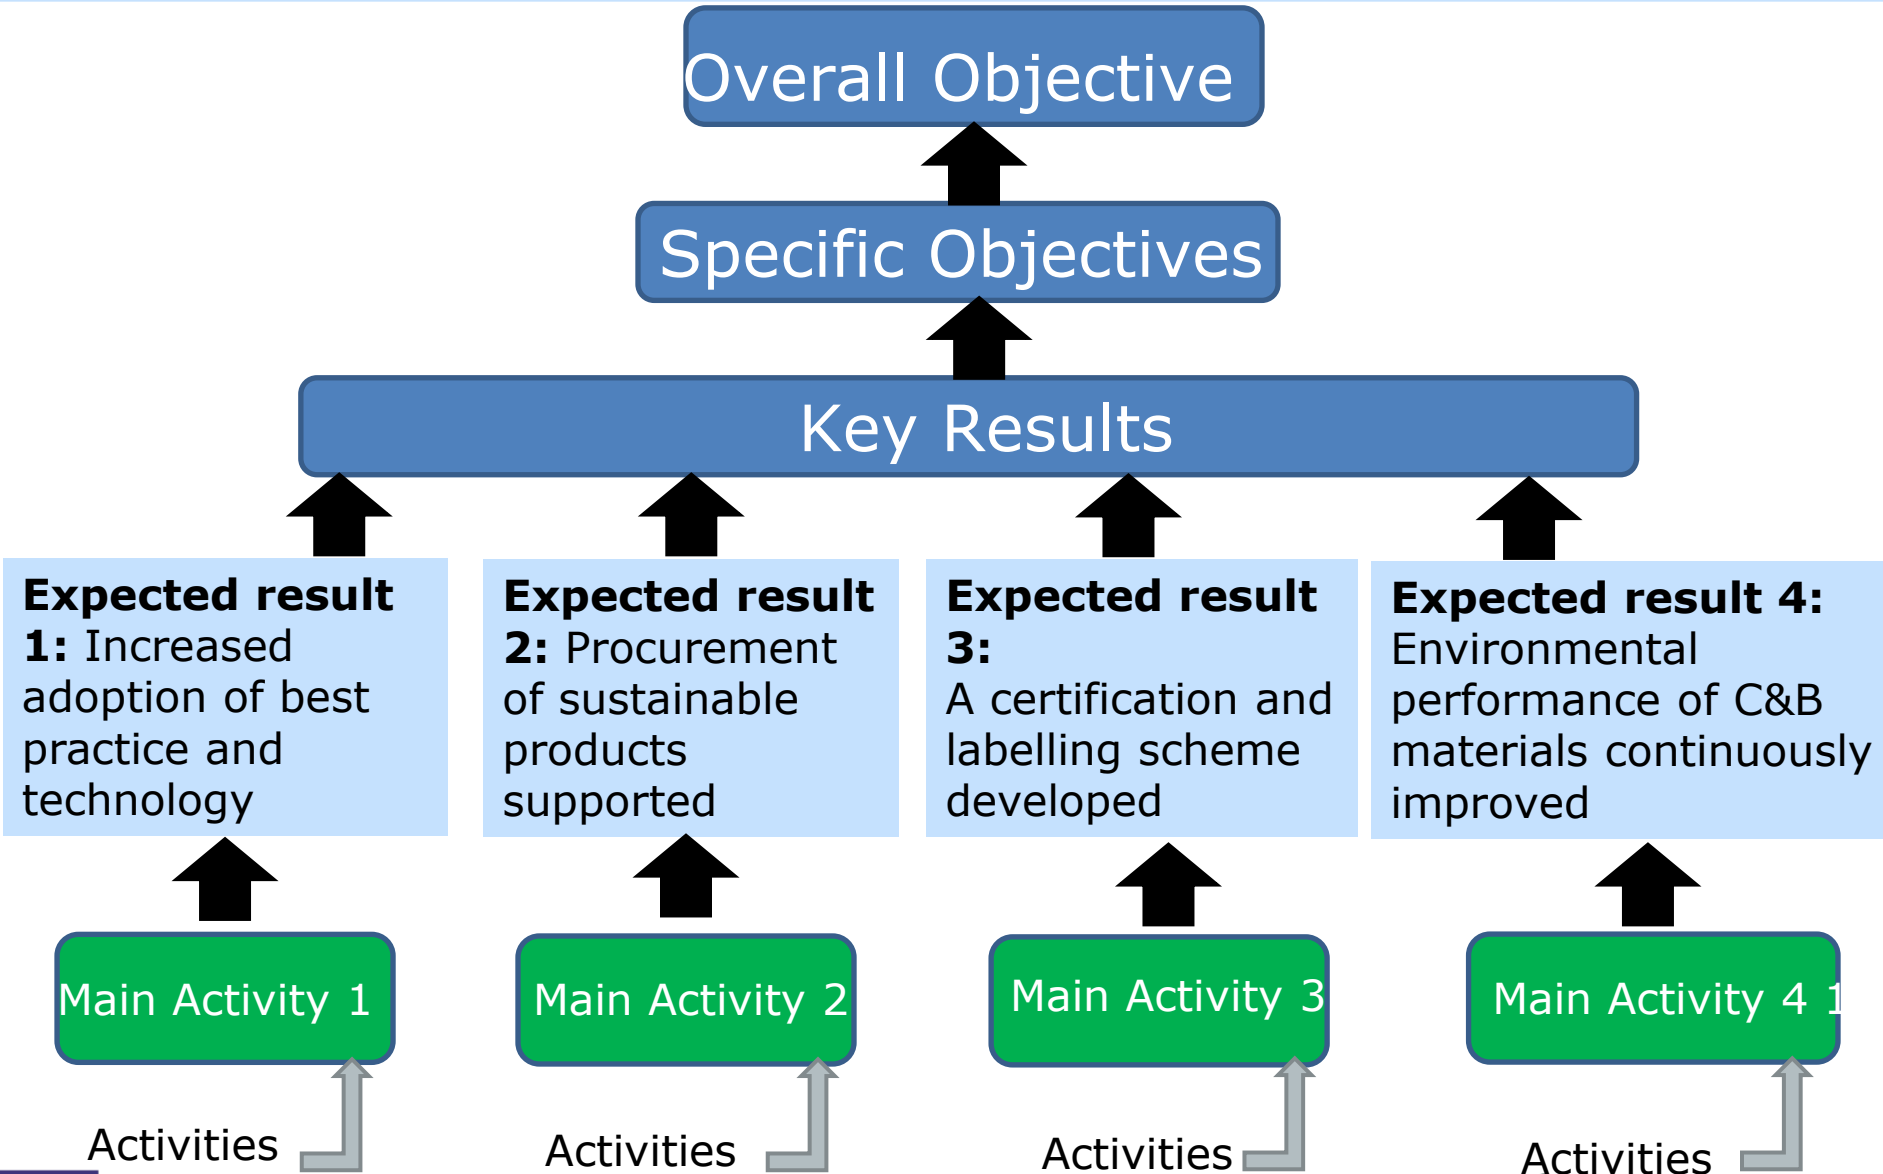 Overall Objective
Specific Objectives
Key Results
Expected result
1: Increased
adoption of best
practice and
technology
Expected result
2: Procurement
of sustainable
products
supported
Expected result
3:
A certification and
labelling scheme
developed
Expected result 4:
Environmental
performance of C&B
materials continuously
improved
Main Activity 1
Main Activity 2
Main Activity 3
Main Activity 4 1
Activities
Activities
Activities
Activities